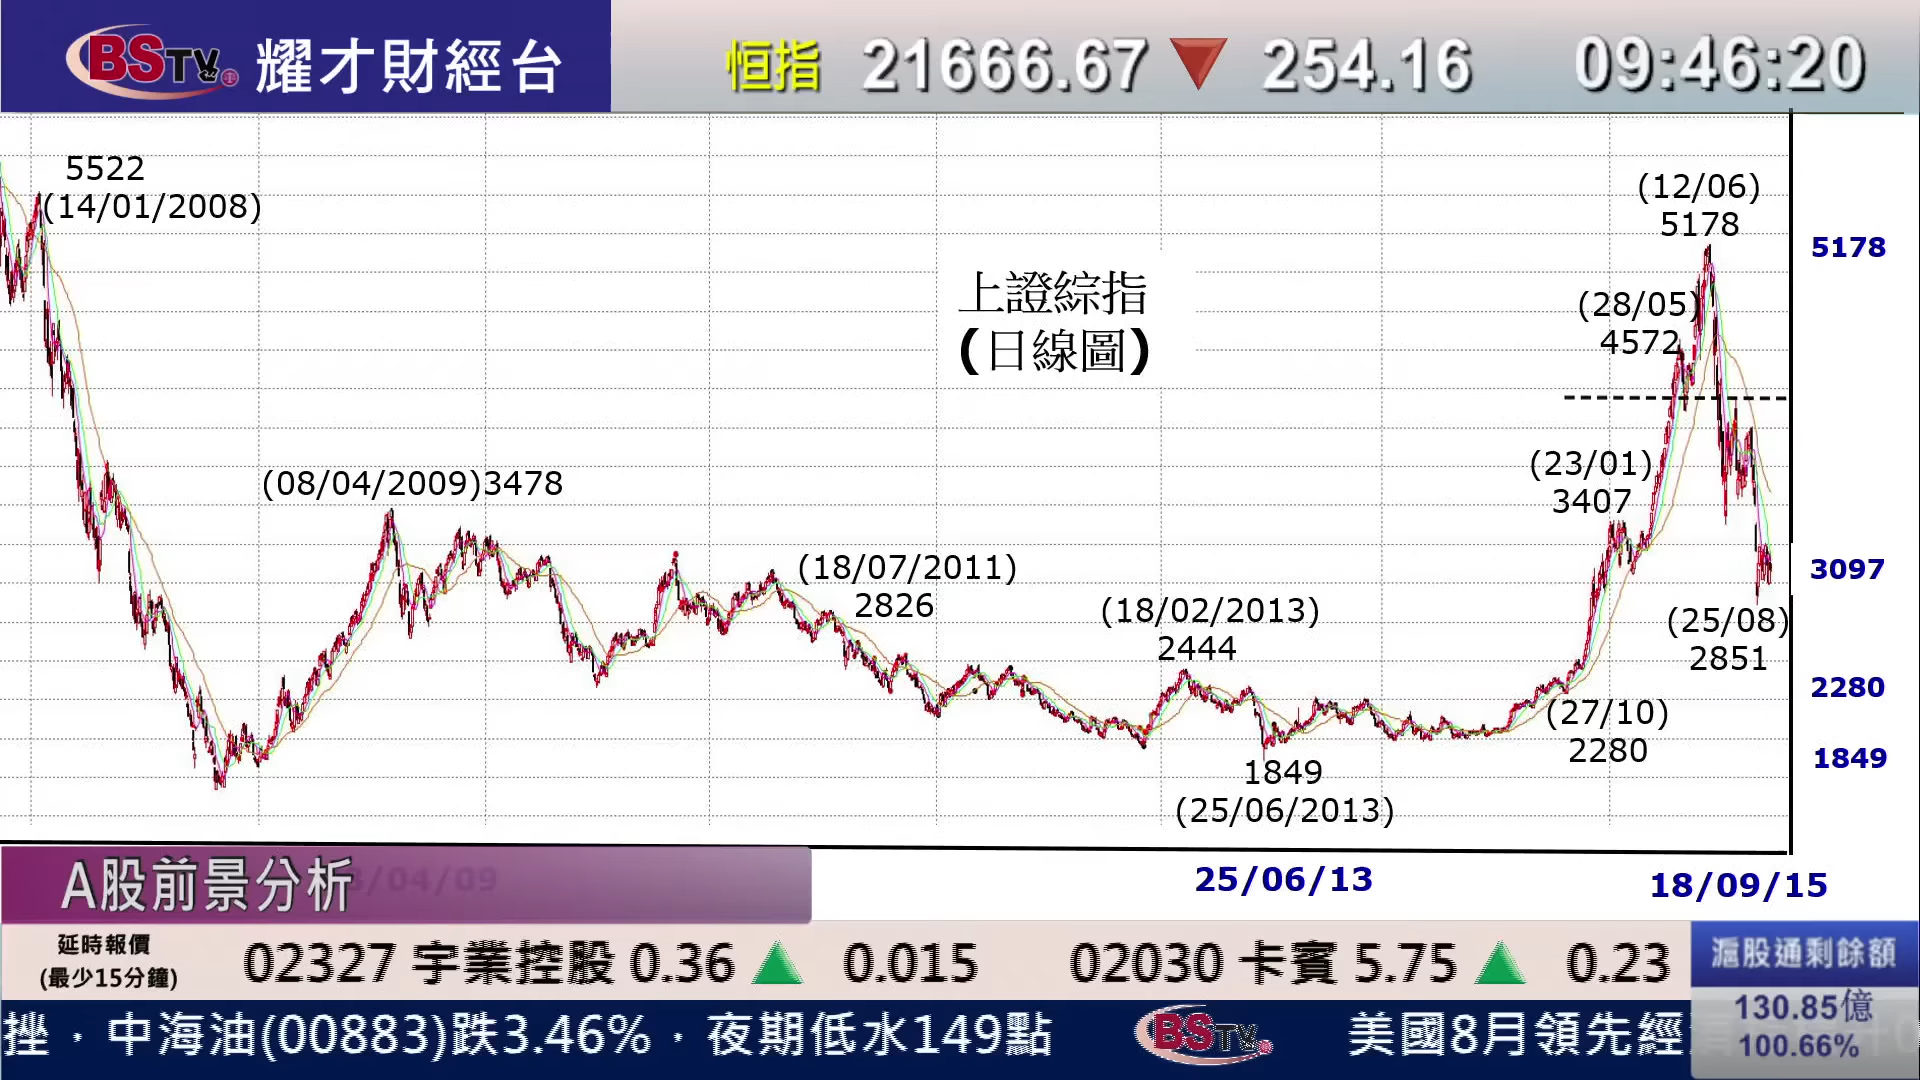 BSTV 耀才財經台
恒指 21666.67 ▼ 254.16 09:46:20
5522
(14/01/2008)
(12/06)
5178
5178
上證綜指
(日線圖)
(28/05)
4572
(23/01)
3407
(08/04/2009)3478
(18/07/2011)
2826
3097
(18/02/2013)
2444
(25/08)
2851
2280
(27/10)
2280
1849
1849
(25/06/2013)
A股前景分析
/04/09
25/06/13
18/09/15
延時報價
(最少15分鐘)
02327 宇業控股 0.36 ▲ 0.015 02030 卡賓 5.75 ▲ 0.23
滬股通剩餘額
130.85億
100.66%
挫，中海油(00883)跌3.46%，夜期低水149點 BSTV 美國8月領先經